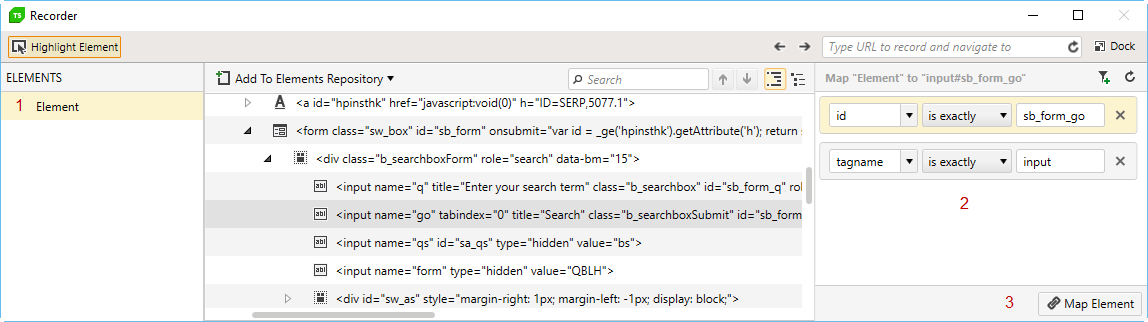 TS Recorder
Highlight Element
Type URL to record and navigate to
Dock
ELEMENTS
1 Element
Add To Elements Repository
Search
A <a id="hpinsthk" href="javascript:void(0)" h="ID=SERP,5077.1">
<form class="sw_box" id="sb_form" onsubmit="var id = _ge('hpinsthk').getAttribute('h'); return
<div class="b_searchboxForm" role="search" data-bm="15">
abl <input name="q" title="Enter your search term" class="b_searchbox" id="sb_form_q" rol
abl <input name="go" tabindex="0" title="Search" class="b_searchboxSubmit" id="sb_form
abl <input name="qs" id="sa_qs" type="hidden" value="bs">
abl <input name="form" type="hidden" value="QBLH">
<div id="sw_as" style="margin-right: 1px; margin-left: -1px; display: block;">
Map "Element" to "input#sb_form_go"
id is exactly sb_form_go
tagname is exactly input
2
3 Map Element